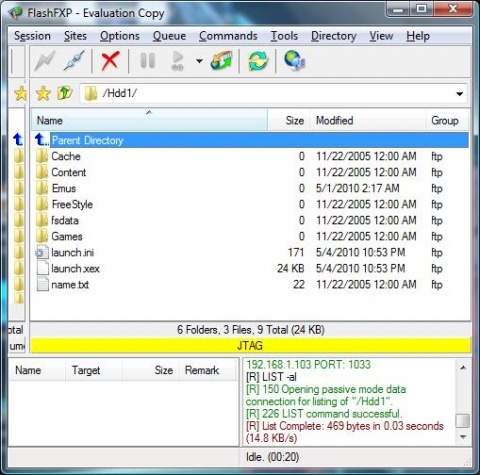 FlashFXP - Evaluation Copy
Session Sites Options Queue Commands Tools Directory View Help
/Hdd1/
Name Size Modified Group
Parent Directory
Cache 0 11/22/2005 12:00 AM ftp
Content 0 11/22/2005 12:00 AM ftp
Emus 0 5/1/2010 2:17 AM ftp
FreeStyle 0 11/22/2005 12:00 AM ftp
fsdata 0 11/22/2005 12:00 AM ftp
Games 0 11/22/2005 12:00 AM ftp
launch.ini 171 5/4/2010 10:53 PM ftp
launch.xex 24 KB 5/4/2010 10:53 PM ftp
name.txt 22 11/22/2005 12:00 AM ftp
otal 6 Folders, 3 Files, 9 Total (24 KB)
ume JTAG
Name Target Size Remark
192.168.1.103 PORT: 1033
[R] LIST -al
[R] 150 Opening passive mode data
connection for listing of "/Hdd1".
[R] 226 LIST command successful.
[R] List Complete: 469 bytes in 0.03 seconds
(14.8 KB/s)
Idle. (00:20)